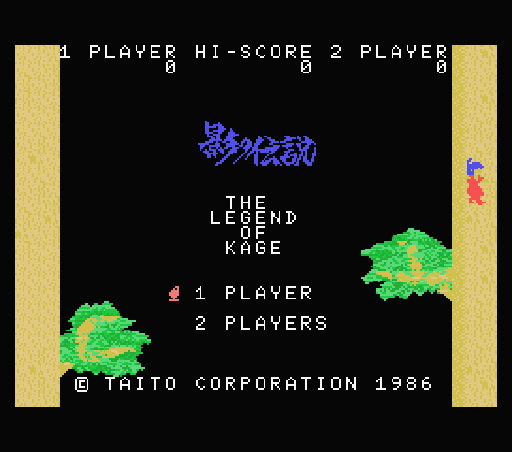 1 PLAYER HI-SCORE 2 PLAYER
0 0 0
影の伝説
THE
LEGEND
OF
KAGE
1 PLAYER
2 PLAYERS
© TAITO CORPORATION 1986